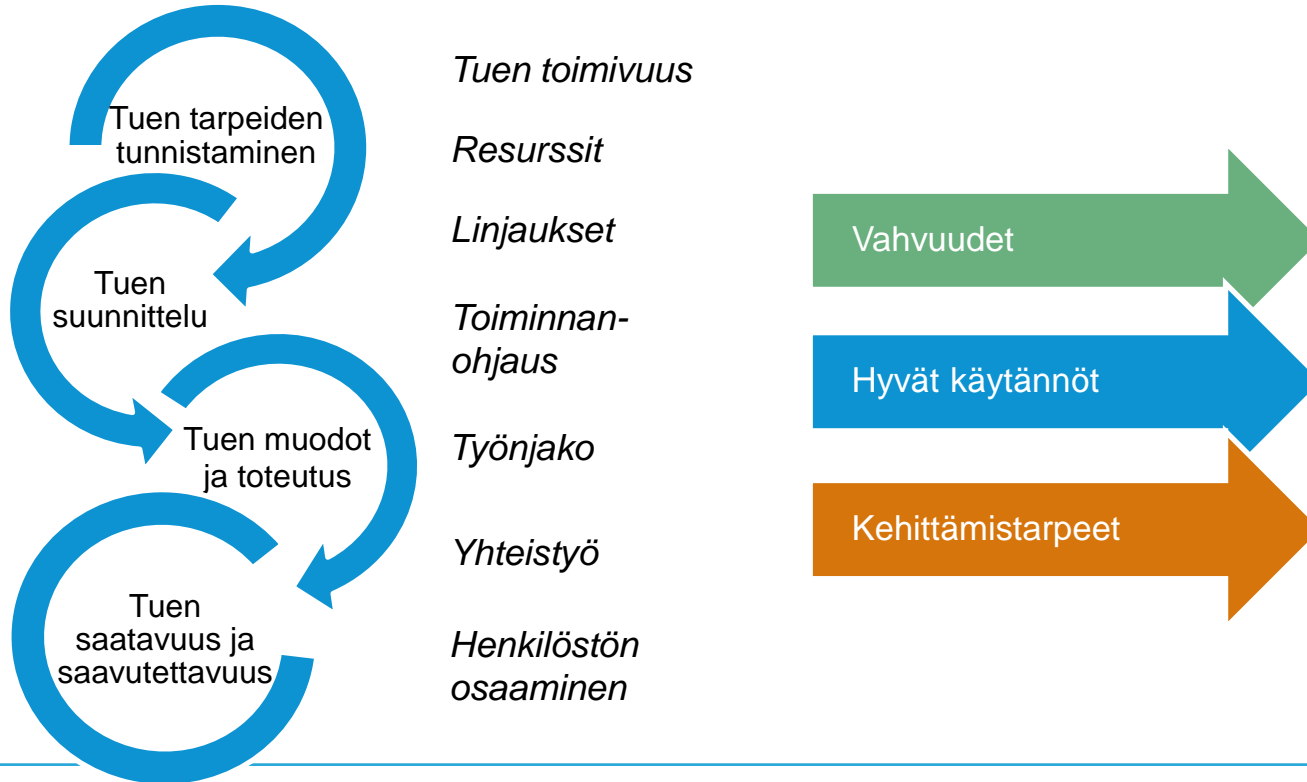 Tuen tarpeiden
tunnistaminen
Tuen
suunnittelu
Tuen muodot
ja toteutus
Tuen
saatavuus ja
saavutettavuus
Tuen toimivuus
Resurssit
Linjaukset
Toiminnan-
ohjaus
Työnjako
Yhteistyö
Henkilöstön
osaaminen
Vahvuudet
Hyvät käytännöt
Kehittämistarpeet